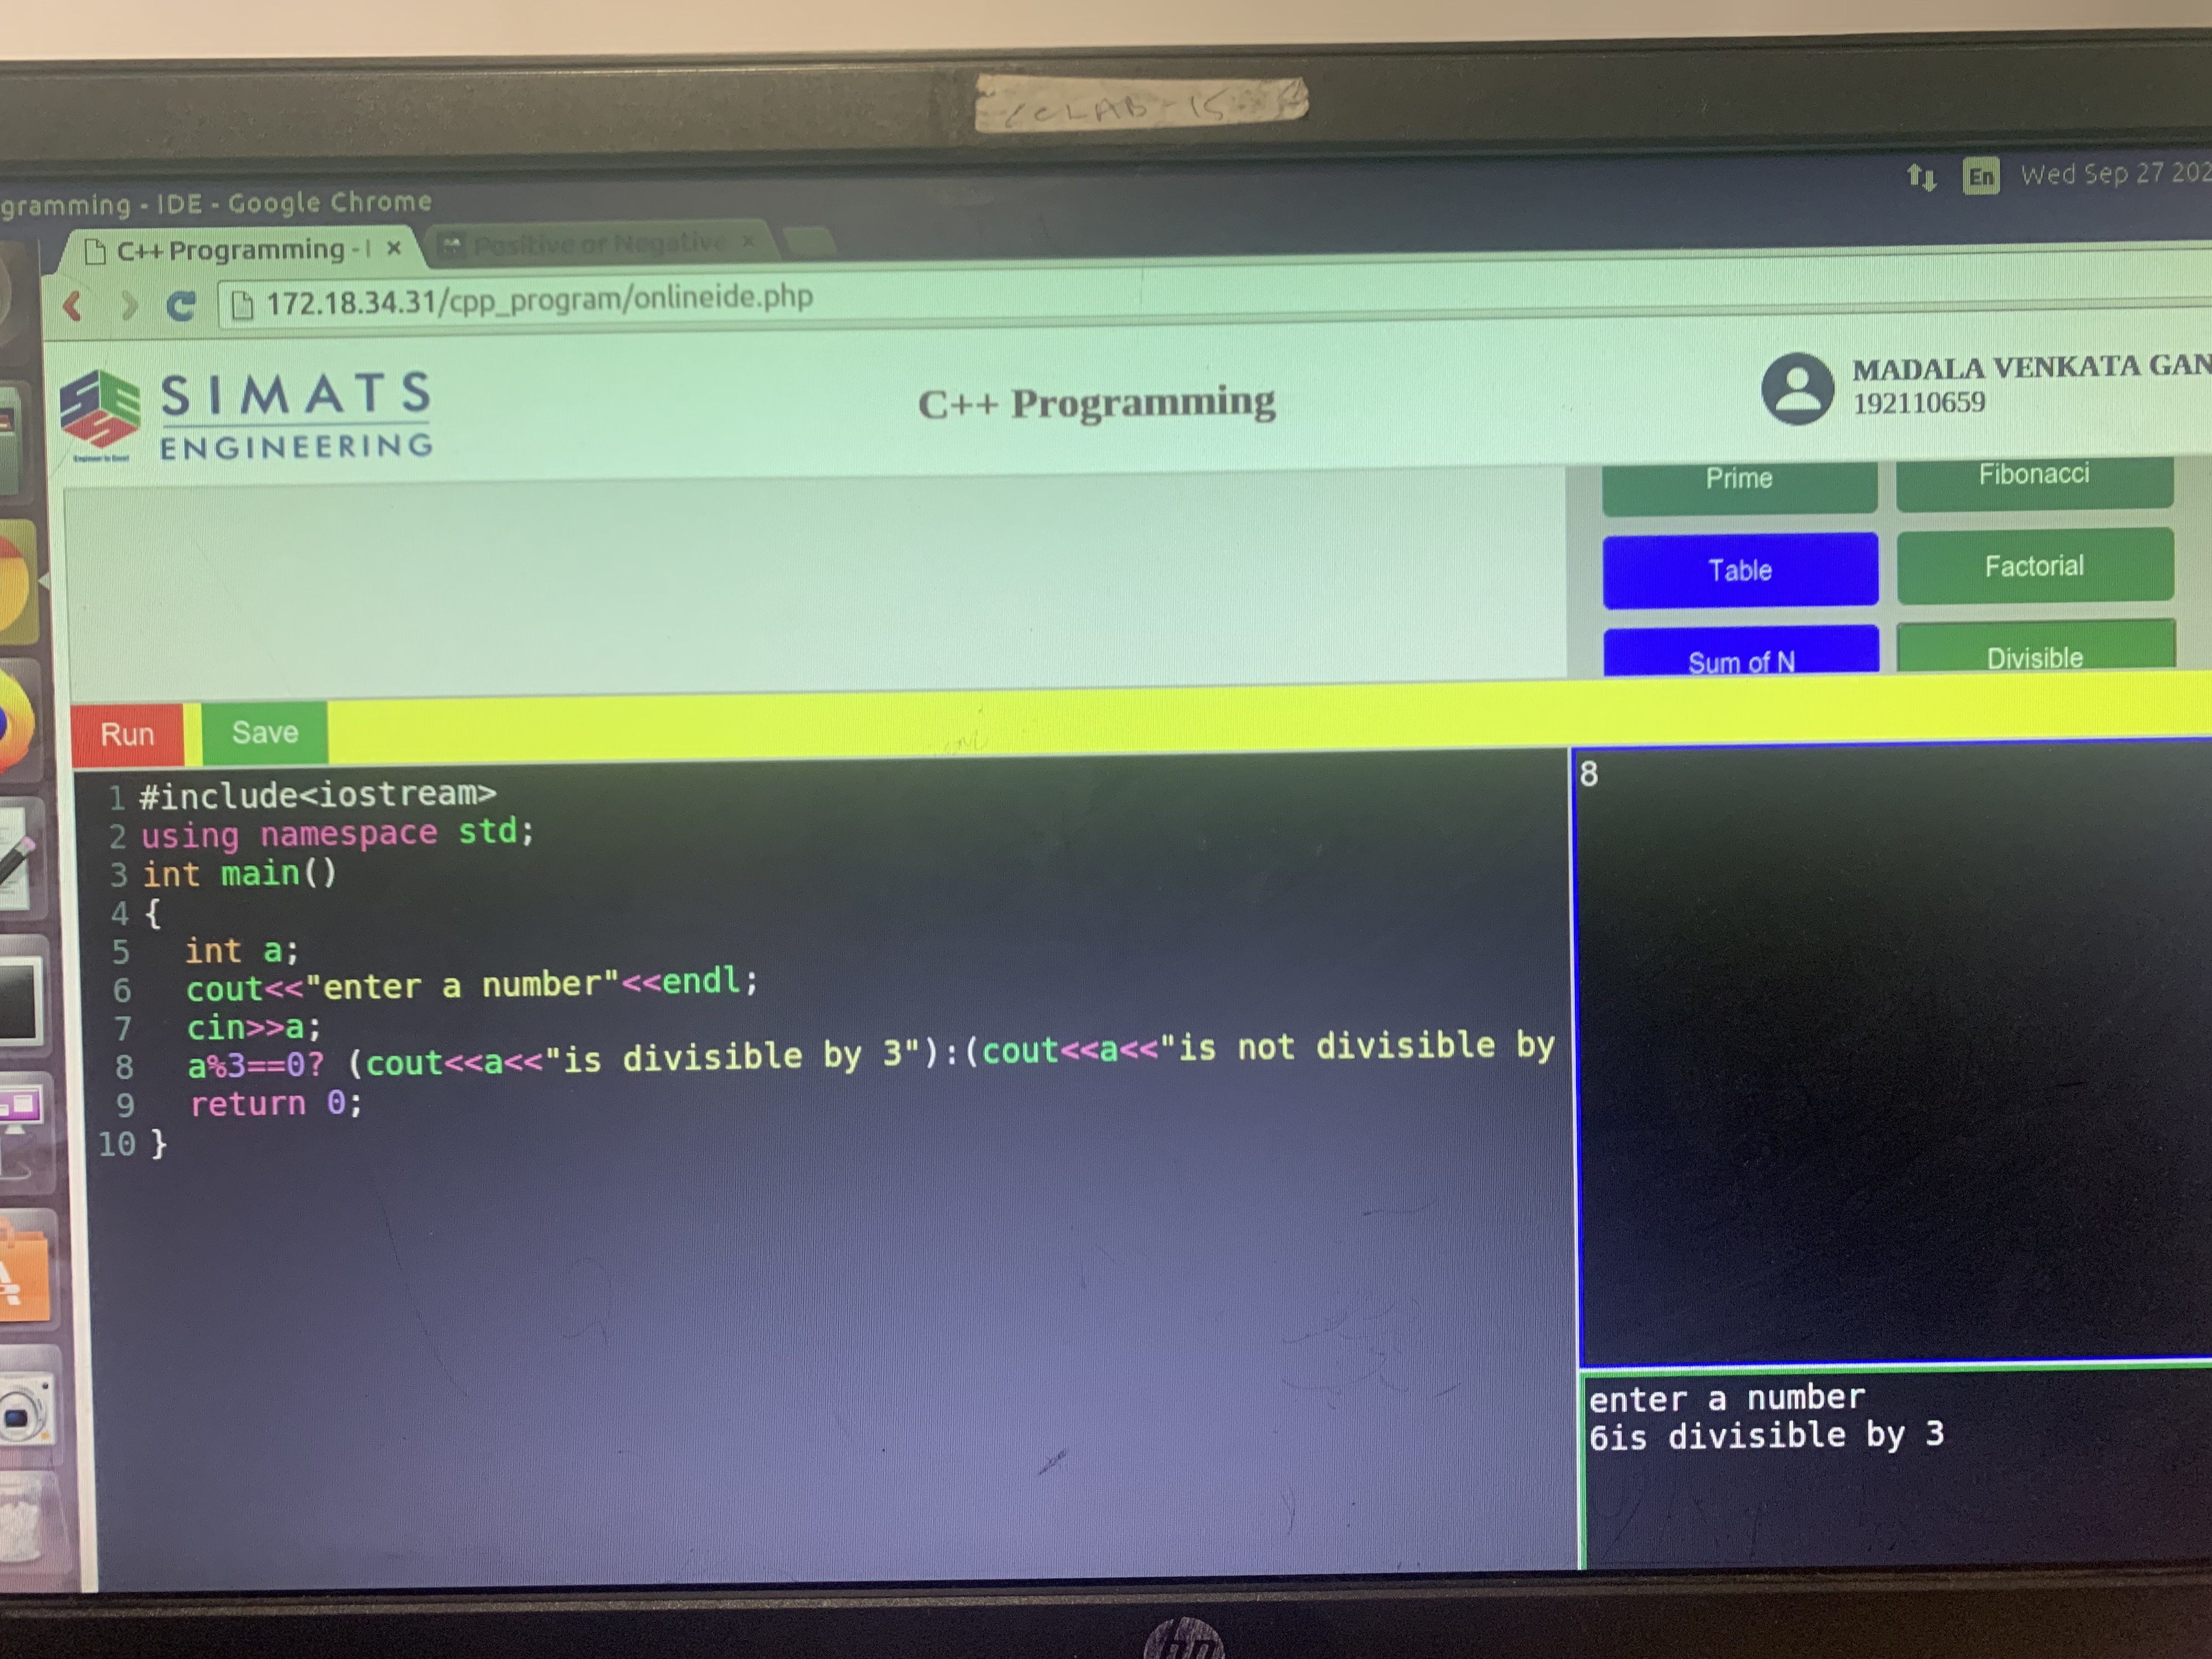 CCLAB-15
gramming - IDE - Google Chrome
En Wed Sep 27 202
C++ Programming - I × Positive or Negative ×
172.18.34.31/cpp_program/onlineide.php
SIMATS
ENGINEERING
C++ Programming
MADALA VENKATA GAN
192110659
Prime Fibonacci
Table Factorial
Sum of N Divisible
Run Save
1 #include<iostream>
2 using namespace std;
3 int main()
4 {
5 int a;
6 cout<<"enter a number"<<endl;
7 cin>>a;
8 a%3==0? (cout<<a<<"is divisible by 3"):(cout<<a<<"is not divisible by
9 return 0;
10 }
8
enter a number
6is divisible by 3
hp